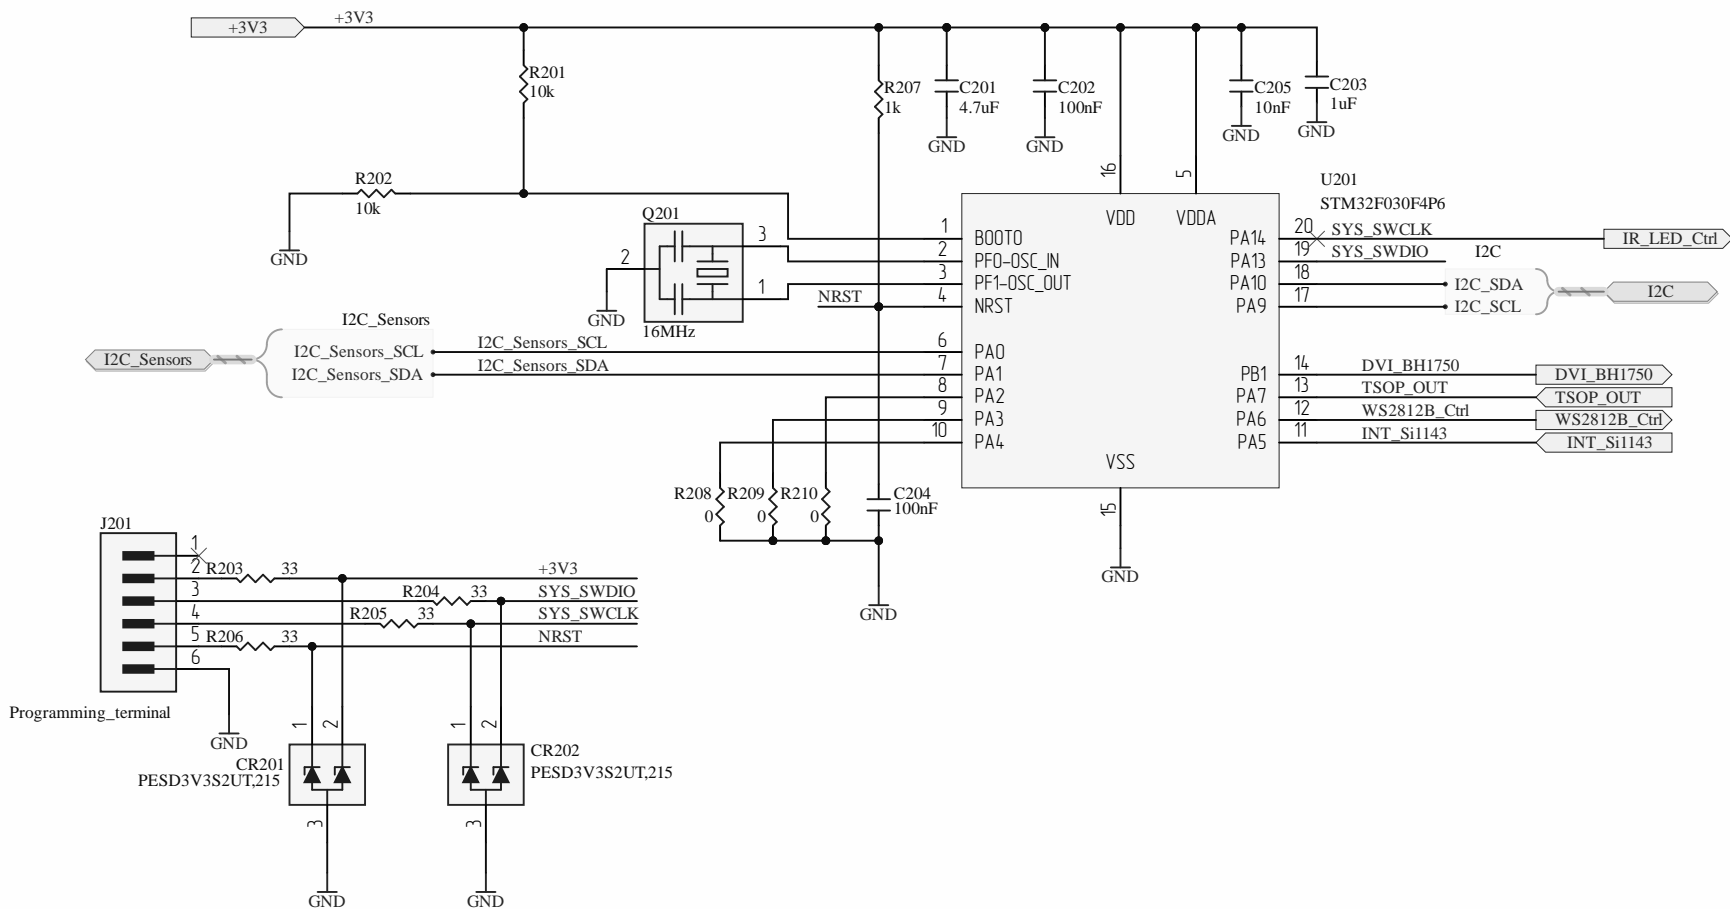 +3V3
+3V3
R201
10k
R207
1k
C201
4.7uF
C202
100nF
C205
10nF
C203
1uF
GND
GND
GND
GND
R202
10k
GND
Q201
3
2
1
16MHz
GND
NRST
U201
STM32F030F4P6
16
5
VDD
VDDA
1
BOOT0
2
PF0-OSC_IN
3
PF1-OSC_OUT
4
NRST
6
PA0
7
PA1
8
PA2
9
PA3
10
PA4
VSS
15
GND
PA14
20
SYS_SWCLK
IR_LED_Ctrl
PA13
19
SYS_SWDIO
I2C
PA10
18
I2C_SDA
I2C
PA9
17
I2C_SCL
PB1
14
DVI_BH1750
DVI_BH1750
PA7
13
TSOP_OUT
TSOP_OUT
PA6
12
WS2812B_Ctrl
WS2812B_Ctrl
PA5
11
INT_Si1143
INT_Si1143
I2C_Sensors
I2C_Sensors
I2C_Sensors_SCL
I2C_Sensors_SCL
I2C_Sensors_SDA
I2C_Sensors_SDA
R208
0
R209
0
R210
0
C204
100nF
GND
J201
1
2
3
4
5
6
R203 33
+3V3
R204 33
SYS_SWDIO
R205 33
SYS_SWCLK
R206 33
NRST
Programming_terminal
GND
1
2
CR201
PESD3V3S2UT,215
3
GND
1
2
CR202
PESD3V3S2UT,215
3
GND